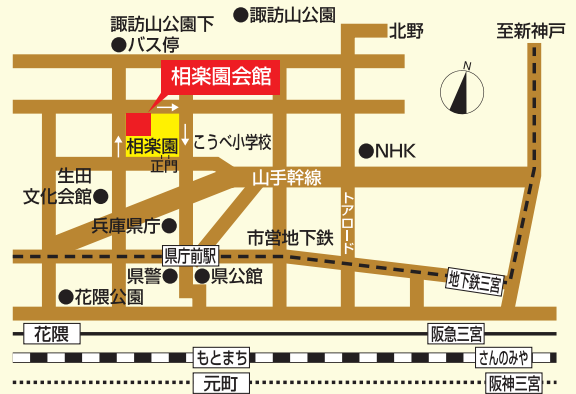 諏訪山公園下
バス停
諏訪山公園
北野
至新神戸
相楽園会館
N
相楽園
正門
こうべ小学校
NHK
生田
文化会館
山手幹線
トアロード
兵庫県庁
市営地下鉄
県庁前駅
県警
県公館
地下鉄三宮
花隈公園
花隈
阪急三宮
もとまち
さんのみや
元町
阪神三宮